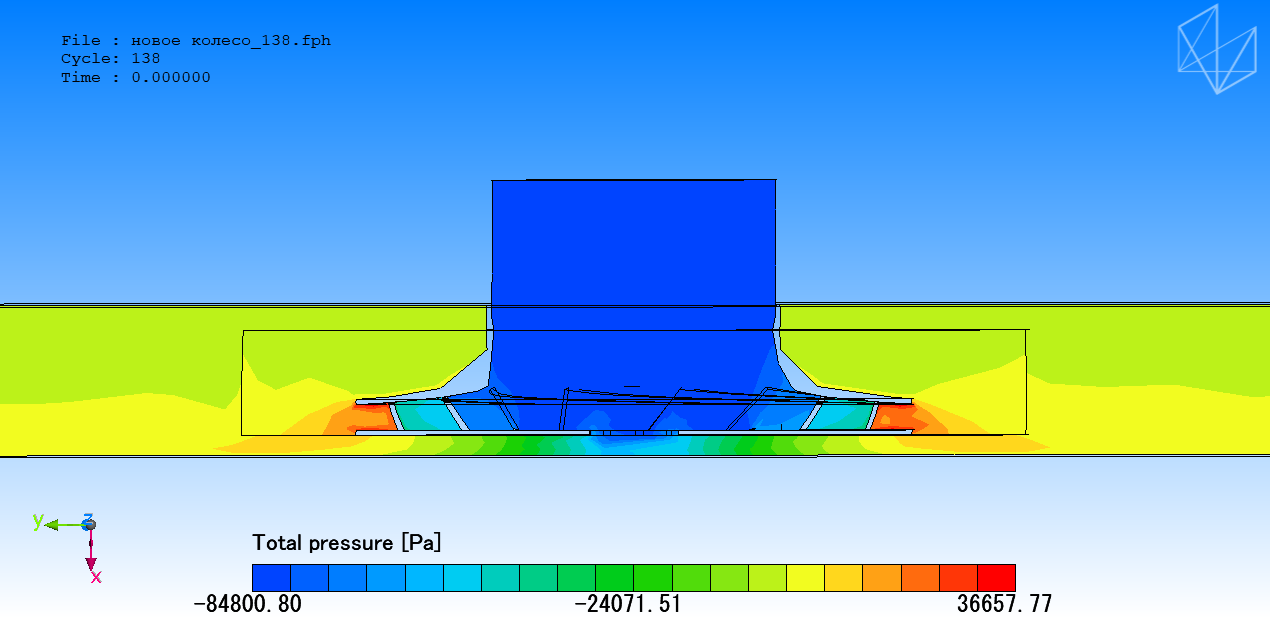 File : новое колесо_138.fph
Cycle: 138
Time : 0.000000
y
z
x
Total pressure [Pa]
-84800.80 -24071.51 36657.77